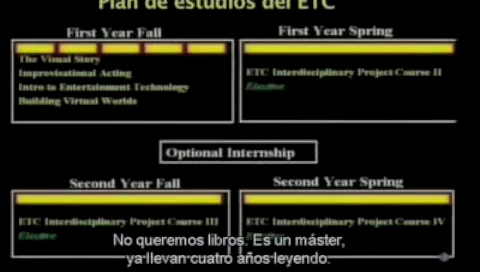 Plan de estudios del ETC
First Year Fall
The Visual Story
Improvisational Acting
Intro to Entertainment Technology
Building Virtual Worlds
First Year Spring
ETC Interdisciplinary Project Course II
Elective
Optional Internship
Second Year Fall
ETC Interdisciplinary Project Course III
Elective
Second Year Spring
ETC Interdisciplinary Project Course IV
No queremos libros. Es un máster,
ya llevan cuatro años leyendo.